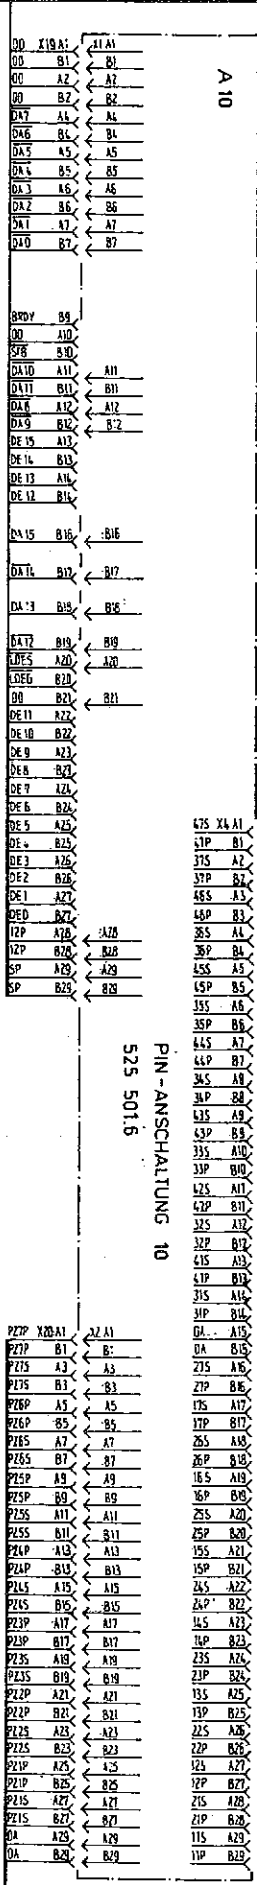 0D X19 A1 X1 A1
0D B1 B1
0D A2 A2
0D B2 B2
DA7 A4 A4
DA6 B4 B4
DA5 A5 A5
DA4 B5 B5
DA3 A6 A6
DA2 B6 B6
DA1 A7 A7
DA0 B7 B7
A 10
BRDY B9
0D A10
B10
DA10 A11 A11
DA11 B11 B11
DA8 A12 A12
DA9 B12 B12
DE15 A13
DE14 B13
DE13 A14
DE12 B14
DA15 B16 B16
DA14 B17 B17
DA13 B18 B18
DA12 B19 B19
LDES A20 A20
LDEG B20
0D B21 B21
DE11 A22
DE10 B22
DE9 A23
DE8 B23
DE7 A24
DE6 B24
DE5 A25
DE4 B25
DE3 A26
DE2 B26
DE1 A27
DE0 B27
12P A28 A28
12P B28 B28
5P A29 A29
5P B29 B29
PIN-ANSCHALTUNG 10
525 501.6
47S X4 A1
47P B1
37S A2
37P B2
46S A3
46P B3
36S A4
36P B4
45S A5
45P B5
35S A6
35P B6
44S A7
44P B7
34S A8
34P B8
43S A9
43P B9
33S A10
33P B10
42S A11
42P B11
32S A12
32P B12
41S A13
41P B13
31S A14
31P B14
0A A15
0A B15
27S A16
27P B16
17S A17
17P B17
26S A18
26P B18
16S A19
16P B19
25S A20
25P B20
15S A21
15P B21
24S A22
24P B22
14S A23
14P B23
23S A24
23P B24
13S A25
13P B25
22S A26
22P B26
12S A27
12P B27
21S A28
21P B28
11S A29
11P B29
PZ7P X20 A1 X2 A1
PZ7P B1 B1
PZ7S A3 A3
PZ7S B3 B3
PZ6P A5 A5
PZ6P B5 B5
PZ6S A7 A7
PZ6S B7 B7
PZ5P A9 A9
PZ5P B9 B9
PZ5S A11 A11
PZ5S B11 B11
PZ4P A13 A13
PZ4P B13 B13
PZ4S A15 A15
PZ4S B15 B15
PZ3P A17 A17
PZ3P B17 B17
PZ3S A19 A19
PZ3S B19 B19
PZ2P A21 A21
PZ2P B21 B21
PZ2S A23 A23
PZ2S B23 B23
PZ1P A25 A25
PZ1P B25 B25
PZ1S A27 A27
PZ1S B27 B27
0A A29 A29
0A B29 B29